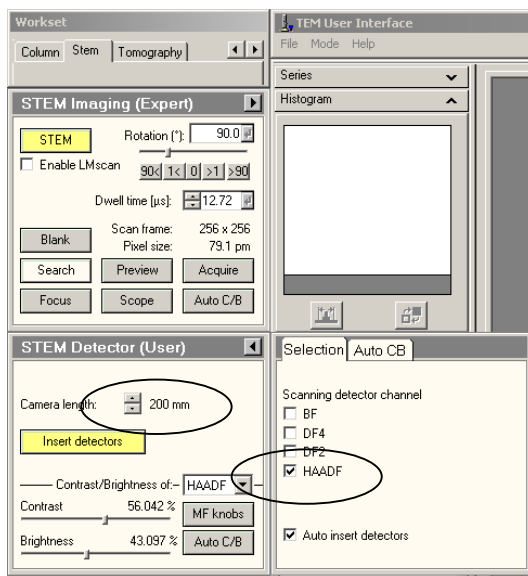 Workset
Column Stem Tomography
STEM Imaging (Expert)
STEM Rotation (°): 90.0
Enable LMscan 90< 1< 0 >1 >90
Dwell time [µs]: 12.72
Blank Scan frame: 256 x 256
Pixel size: 79.1 pm
Search Preview Acquire
Focus Scope Auto C/B
STEM Detector (User)
Camera length: 200 mm
Insert detectors
Contrast/Brightness of:- HAADF
Contrast 56.042 % MF knobs
Brightness 43.097 % Auto C/B
TEM User Interface
File Mode Help
Series
Histogram
Selection Auto CB
Scanning detector channel
BF
DF4
DF2
HAADF
Auto insert detectors